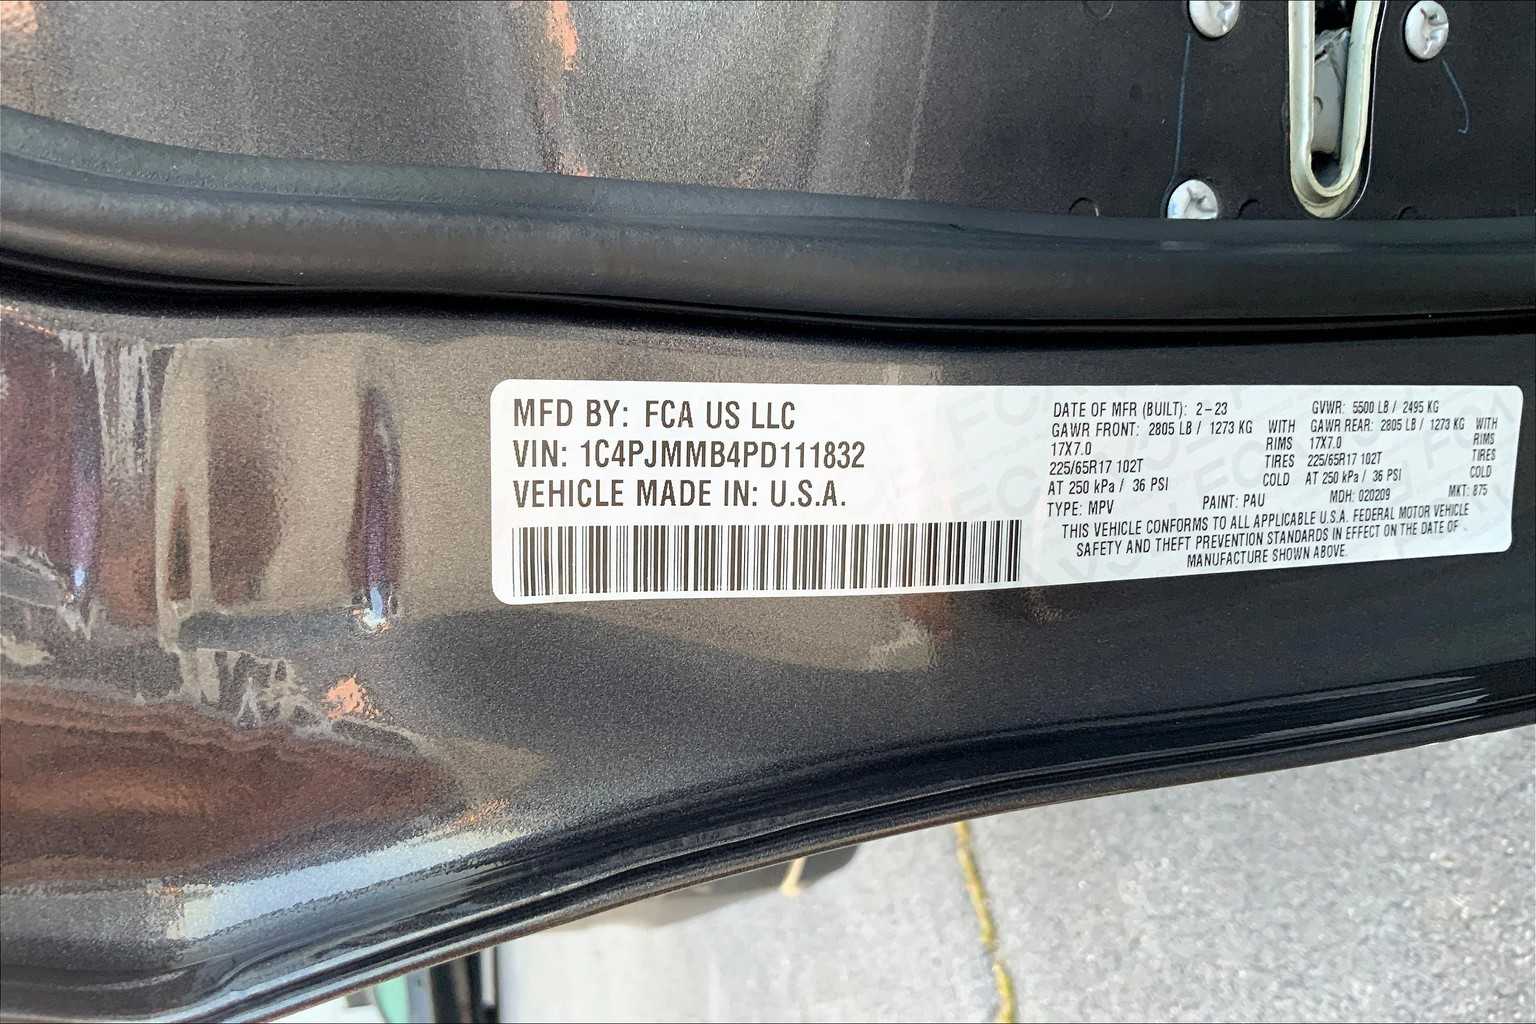 MFD BY: FCA US LLC
VIN: 1C4PJMMB4PD111832
VEHICLE MADE IN: U.S.A.
DATE OF MFR (BUILT): 2-23
GAWR FRONT: 2805 LB / 1273 KG WITH
17X7.0 RIMS
225/65R17 102T TIRES
AT 250 kPa / 36 PSI COLD
GVWR: 5500 LB / 2495 KG
GAWR REAR: 2805 LB / 1273 KG WITH
17X7.0 RIMS
225/65R17 102T TIRES
AT 250 kPa / 36 PSI COLD
TYPE: MPV PAINT: PAU MDH: 020209 MKT: 875
THIS VEHICLE CONFORMS TO ALL APPLICABLE U.S.A. FEDERAL MOTOR VEHICLE
SAFETY AND THEFT PREVENTION STANDARDS IN EFFECT ON THE DATE OF
MANUFACTURE SHOWN ABOVE.